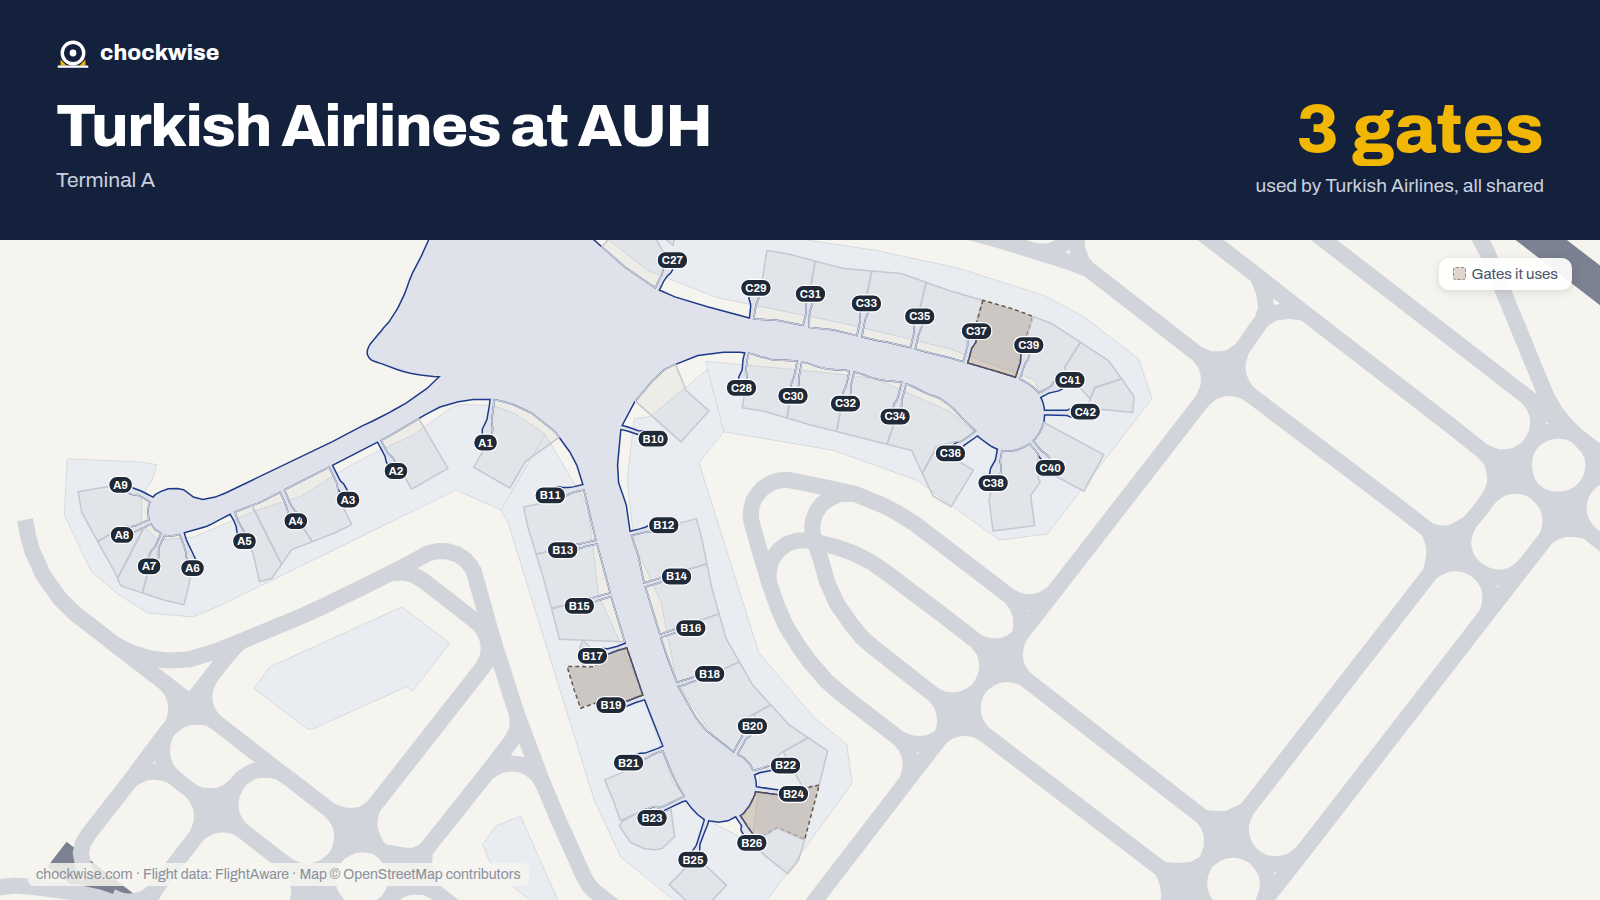 chockwise
Turkish Airlines at AUH
Terminal A
3 gates
used by Turkish Airlines, all shared
Gates it uses
C27
C29
C31
C33
C35
C37
C39
C41
C42
C28
C30
C32
C34
C36
C38
C40
A1
A2
A3
A4
A5
A6
A7
A8
A9
B10
B11
B12
B13
B14
B15
B16
B17
B18
B19
B20
B21
B22
B23
B24
B25
B26
chockwise.com · Flight data: FlightAware · Map © OpenStreetMap contributors